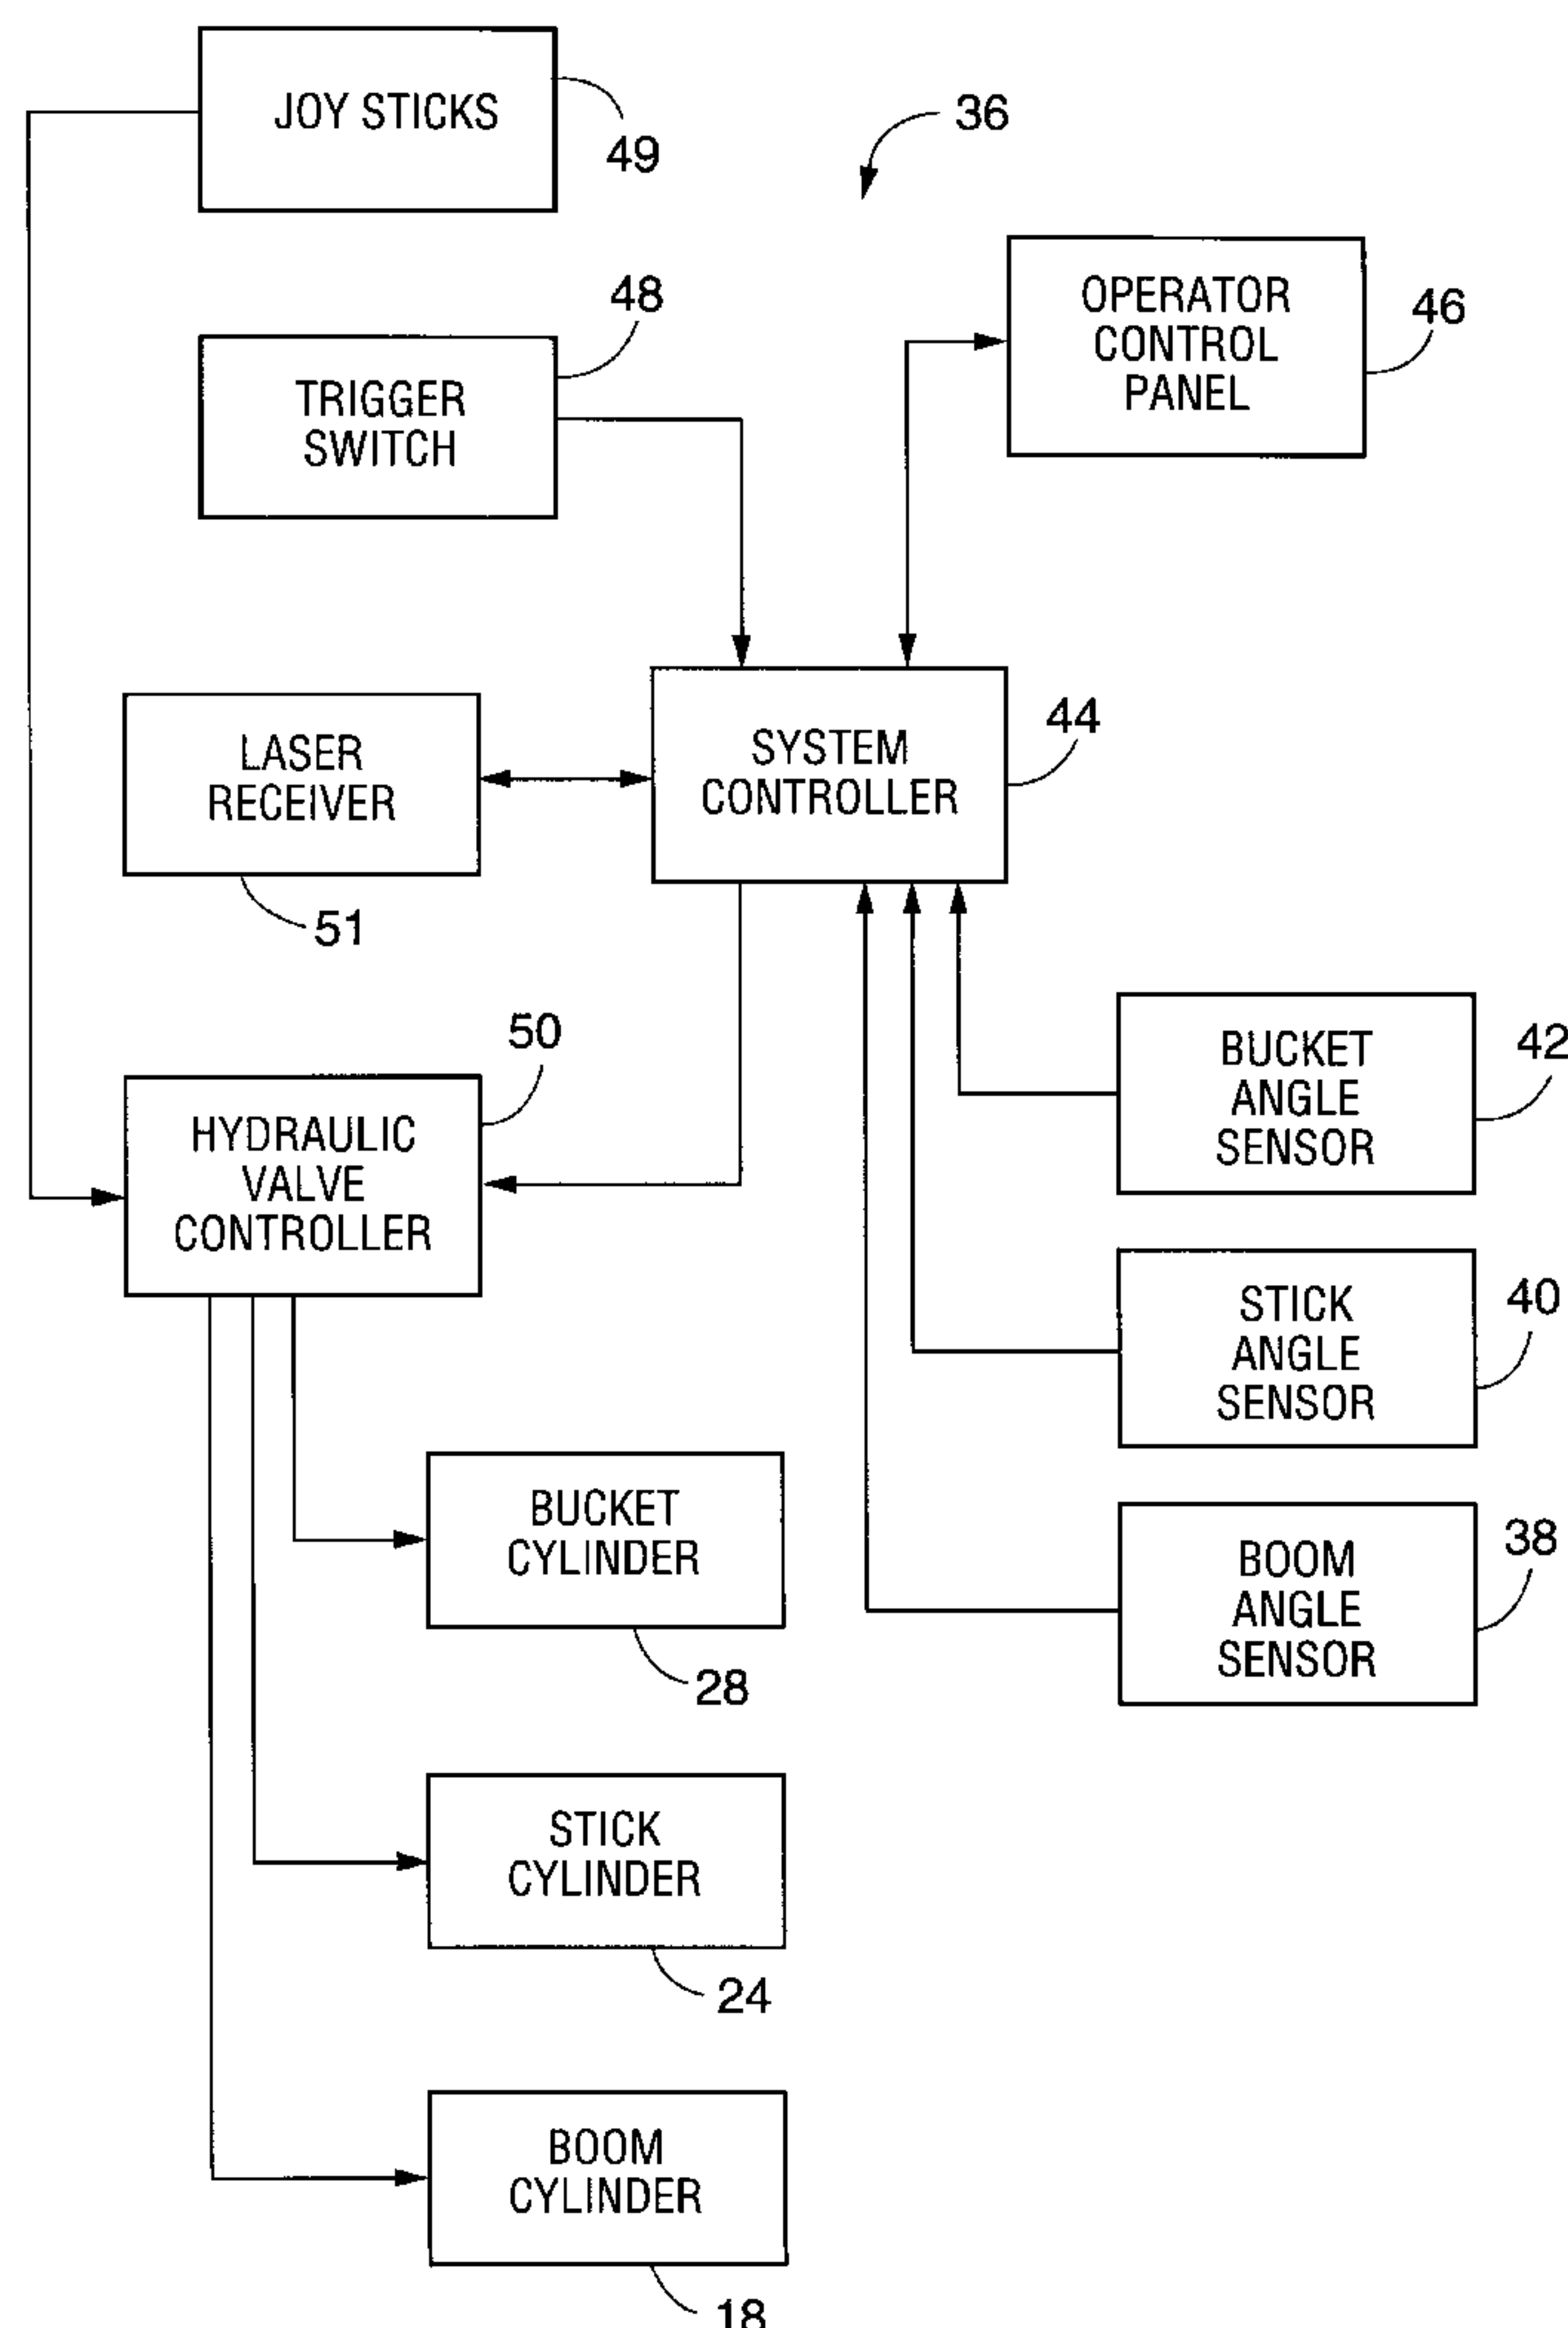 JOY STICKS
49
36
48
TRIGGER
SWITCH
OPERATOR
CONTROL
PANEL
46
LASER
RECEIVER
51
SYSTEM
CONTROLLER
44
50
HYDRAULIC
VALVE
CONTROLLER
BUCKET
ANGLE
SENSOR
42
STICK
ANGLE
SENSOR
40
BOOM
ANGLE
SENSOR
38
BUCKET
CYLINDER
28
STICK
CYLINDER
24
BOOM
CYLINDER
18